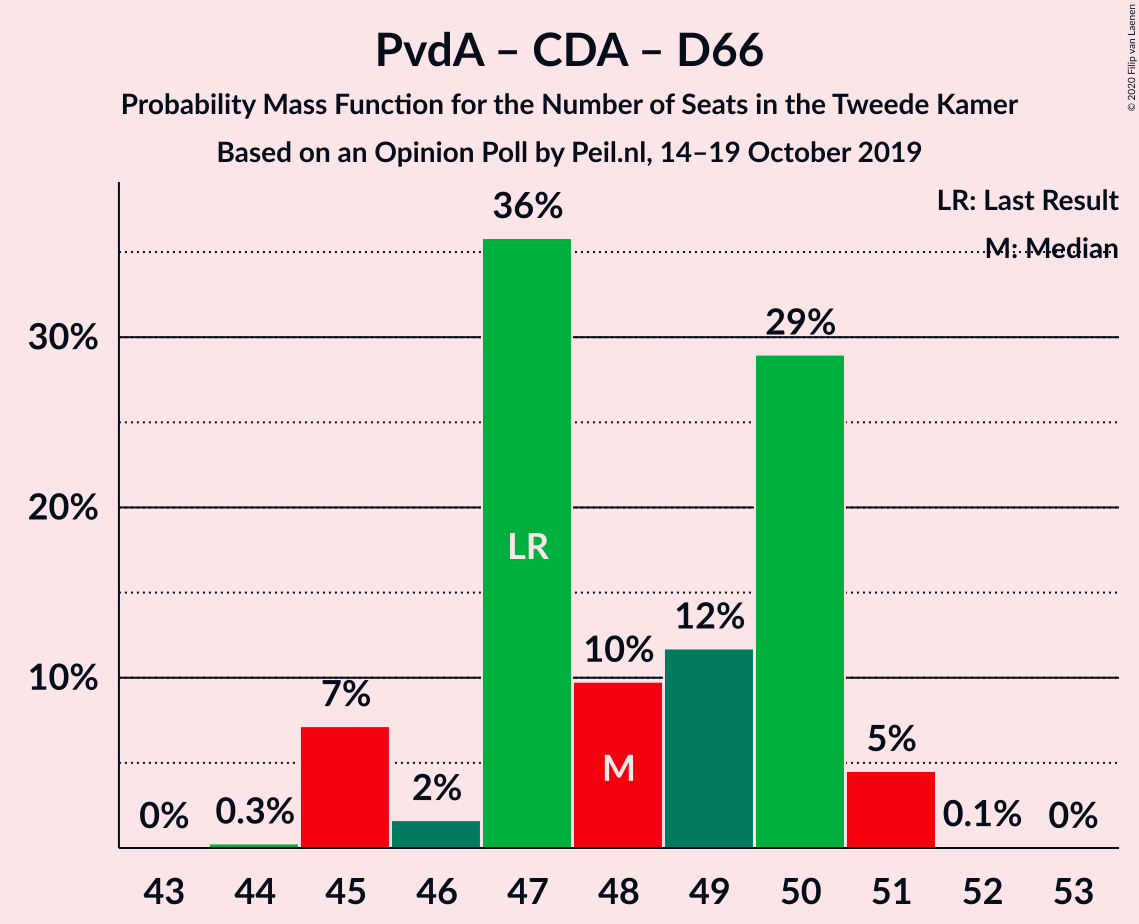 PvdA – CDA – D66
Probability Mass Function for the Number of Seats in the Tweede Kamer
Based on an Opinion Poll by Peil.nl, 14–19 October 2019
© 2020 Filip van Laenen
LR: Last Result
M: Median
36%
30%
29%
20%
LR
12%
10%
10%
7%
5%
M
2%
0%
0.3%
0.1%
0%
43 44 45 46 47 48 49 50 51 52 53